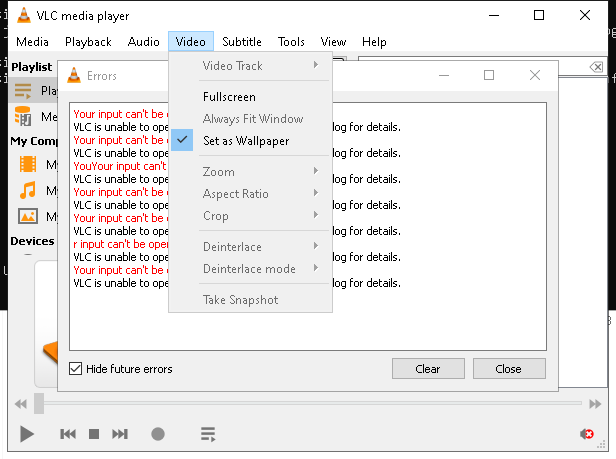 VLC media player
Media Playback Audio Video Subtitle Tools View Help
Playlist
Errors
Video Track
Fullscreen
Always Fit Window
Set as Wallpaper
Zoom
Aspect Ratio
Crop
Deinterlace
Deinterlace mode
Take Snapshot
My Comp
My
My
My
Devices
Your input can't be
VLC is unable to ope log for details.
Your input can't be
VLC is unable to ope log for details.
YouYour input can't
VLC is unable to ope log for details.
Your input can't be
VLC is unable to ope log for details.
Your input can't be
VLC is unable to ope log for details.
r input can't be ope
VLC is unable to ope log for details.
Your input can't be
VLC is unable to ope log for details.
Hide future errors
Clear
Close